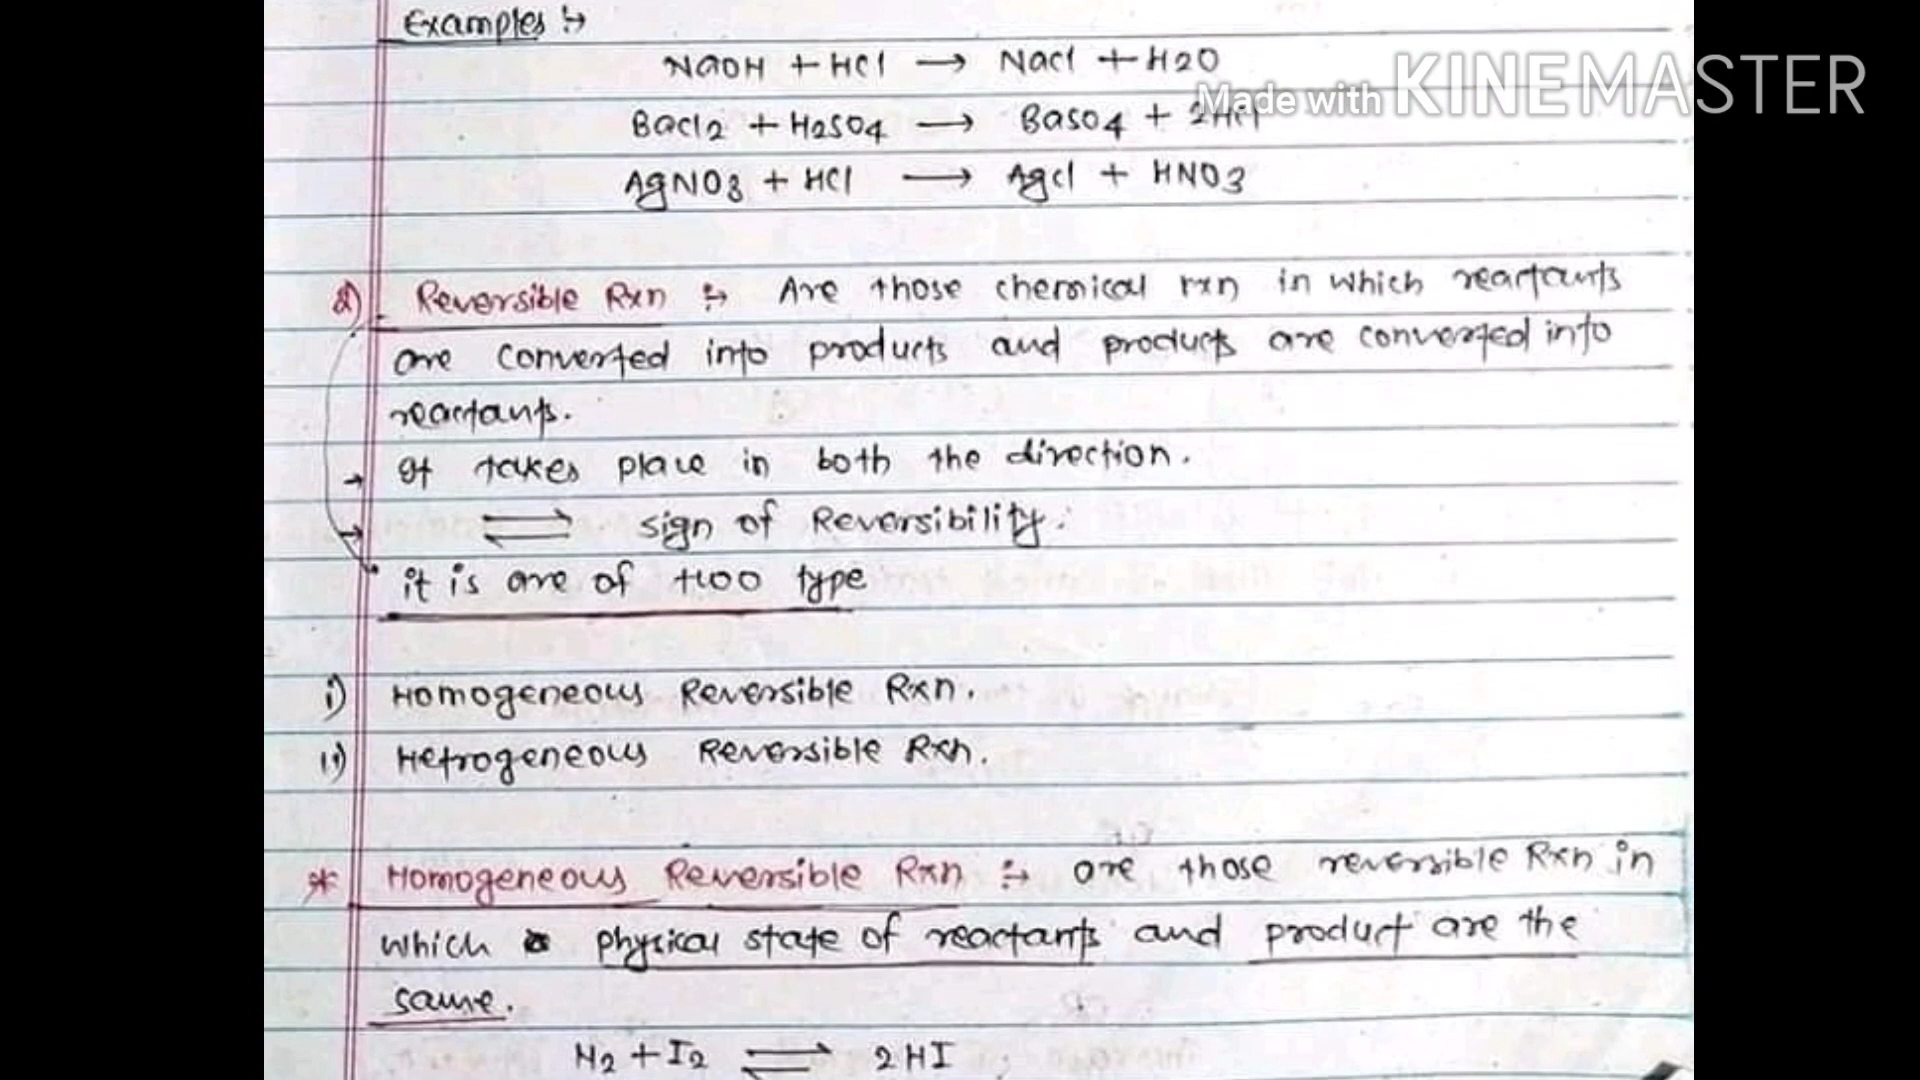 Examples :→
NaOH + HCl → NaCl + H2O
Made with KINEMASTER
BaCl2 + H2SO4 → BaSO4 + 2HCl
AgNO3 + HCl → AgCl + HNO3
2) Reversible Rxn :→ Are those chemical rxn in which reactants
are converted into products and products are converted into
reactants.
→ It takes place in both the direction.
→ ⇌ sign of Reversibility.
it is are of two type
i) Homogeneous Reversible Rxn.
ii) Hetrogeneous Reversible Rxn.
* Homogeneous Reversible Rxn :→ are those reversible Rxn in
which physical state of reactants and product are the
same.
H2 + I2 ⇌ 2HI